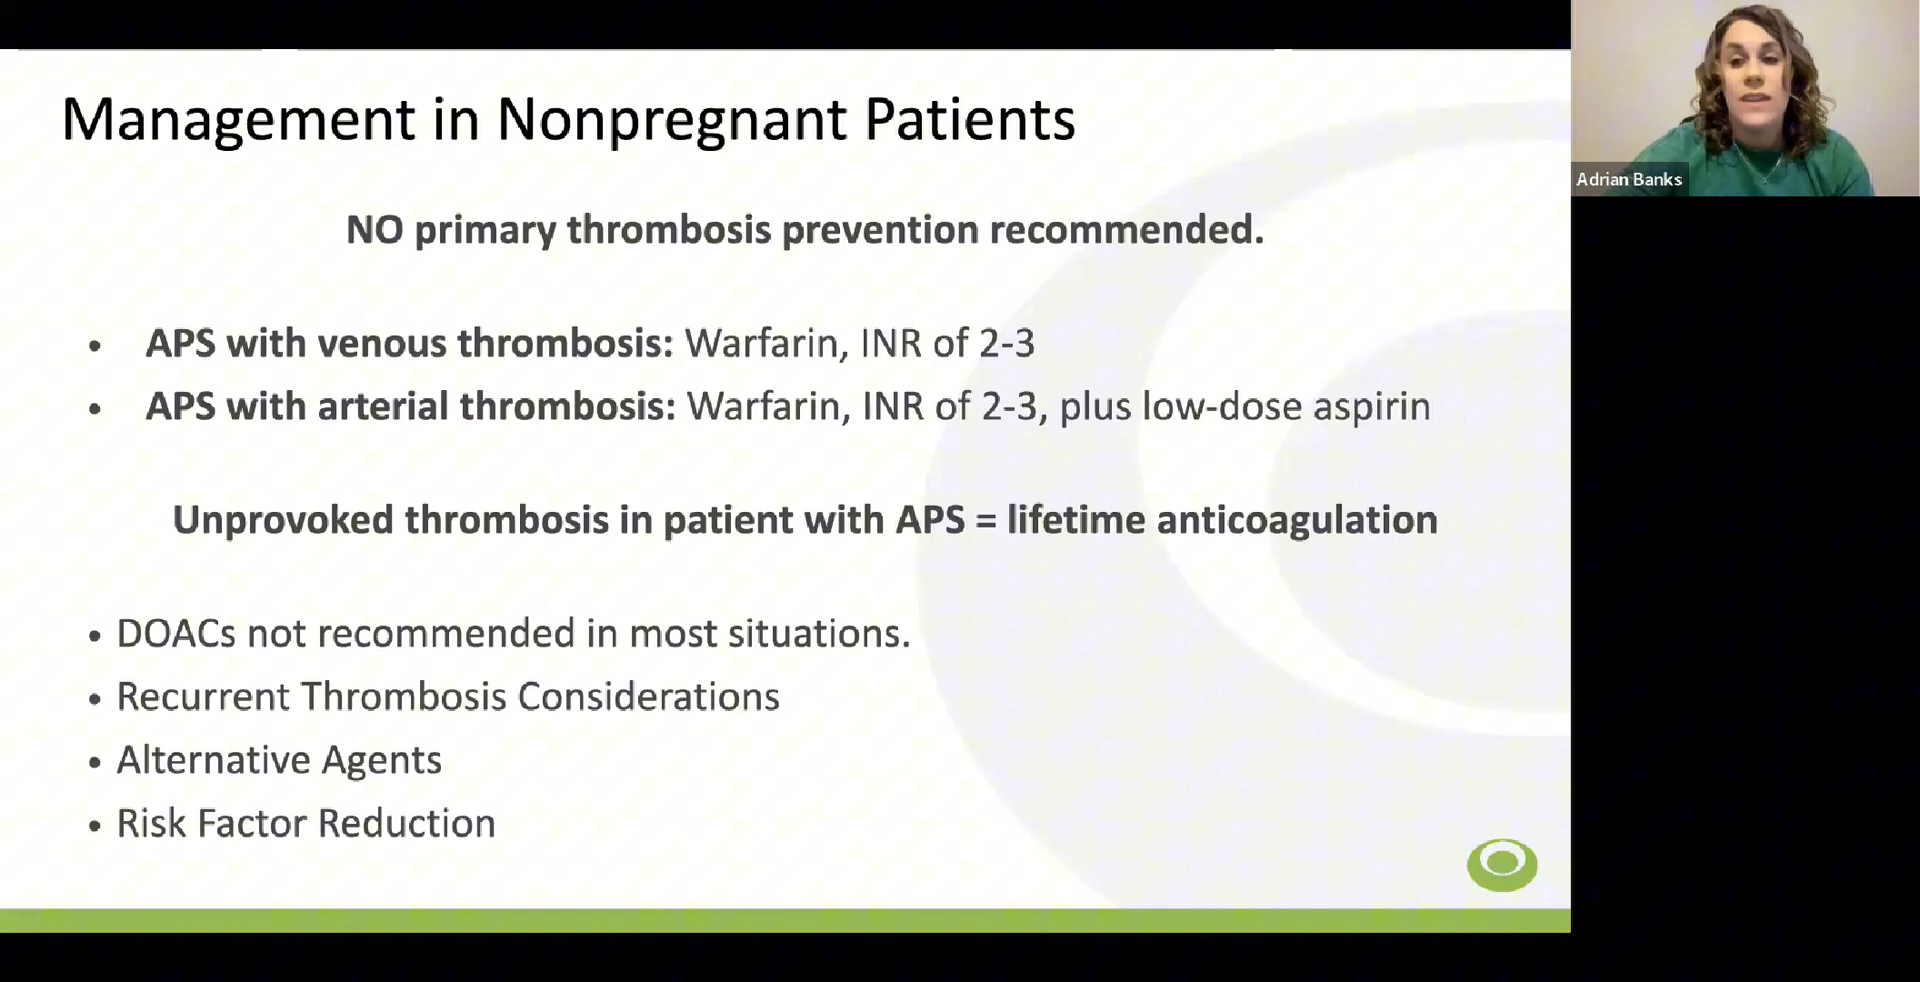 Management in Nonpregnant Patients
Adrian Banks
NO primary thrombosis prevention recommended.
• APS with venous thrombosis: Warfarin, INR of 2-3
• APS with arterial thrombosis: Warfarin, INR of 2-3, plus low-dose aspirin
Unprovoked thrombosis in patient with APS = lifetime anticoagulation
• DOACs not recommended in most situations.
• Recurrent Thrombosis Considerations
• Alternative Agents
• Risk Factor Reduction